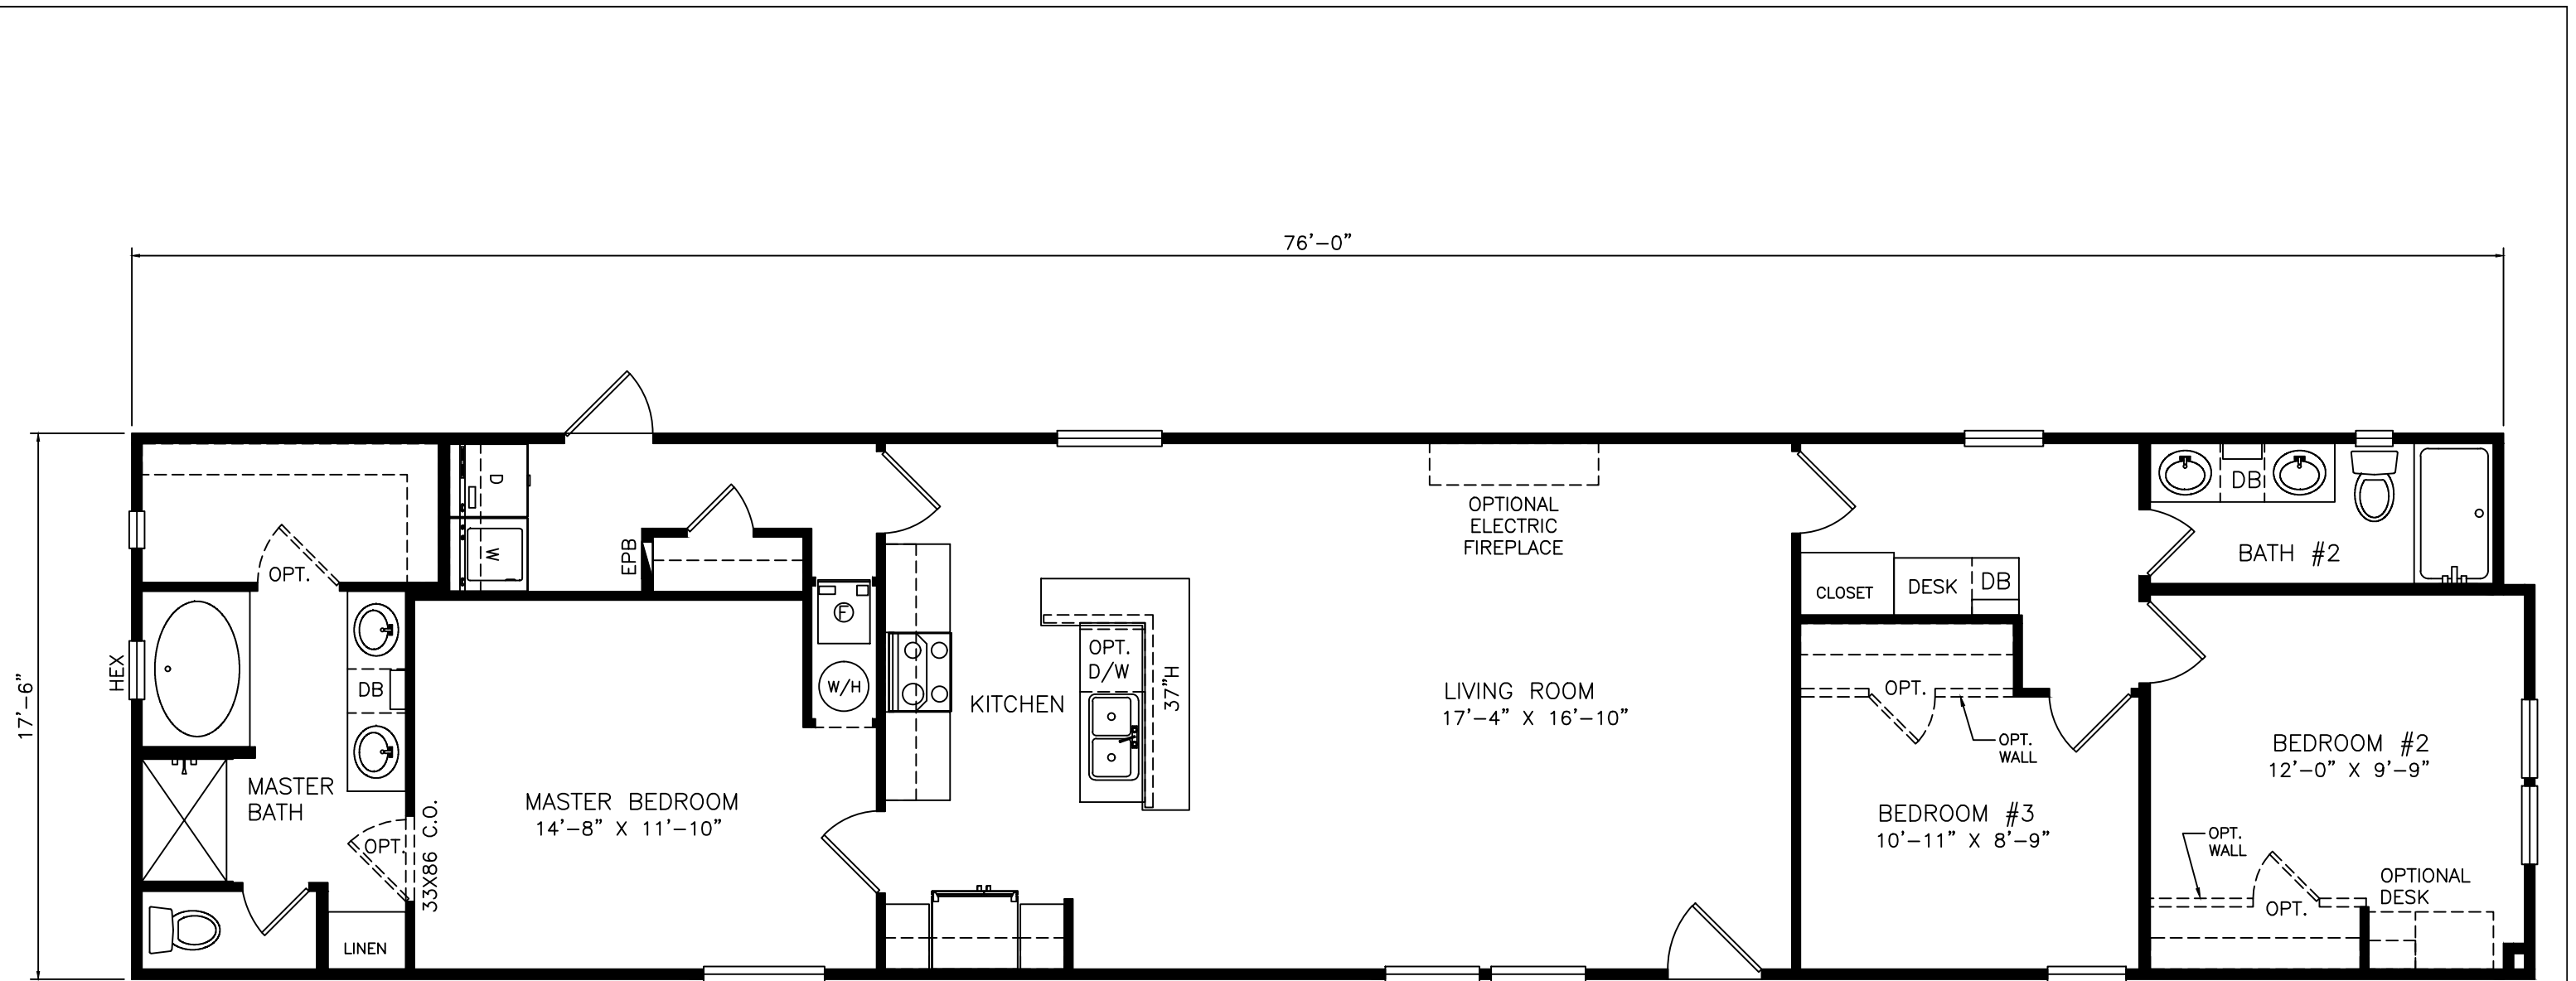 76'-0"
17'-6"
HEX
OPT.
DB
MASTER
BATH
OPT.
33X86 C.O.
LINEN
D
W
EPB
F
W/H
MASTER BEDROOM
14'-8" X 11'-10"
KITCHEN
OPT.
D/W
37"H
OPTIONAL
ELECTRIC
FIREPLACE
LIVING ROOM
17'-4" X 16'-10"
CLOSET
DESK
DB
OPT.
OPT.
WALL
BEDROOM #3
10'-11" X 8'-9"
DB
BATH #2
BEDROOM #2
12'-0" X 9'-9"
OPT.
WALL
OPT.
OPTIONAL
DESK